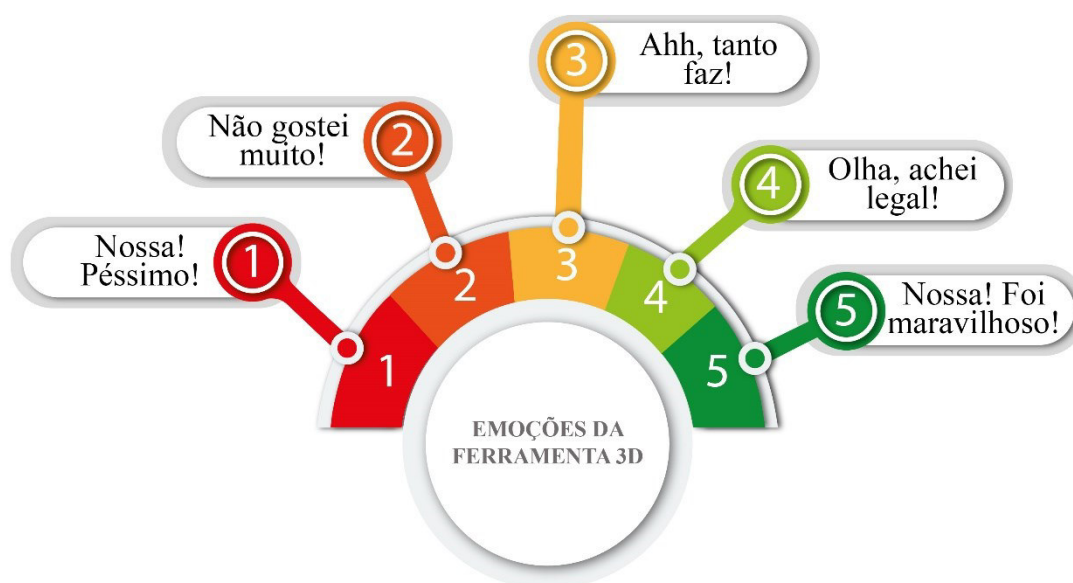 1
Nossa!
Péssimo!
2
Não gostei
muito!
3
Ahh, tanto
faz!
4
Olha, achei
legal!
5
Nossa! Foi
maravilhoso!
1
2
3
4
5
EMOÇÕES DA
FERRAMENTA 3D